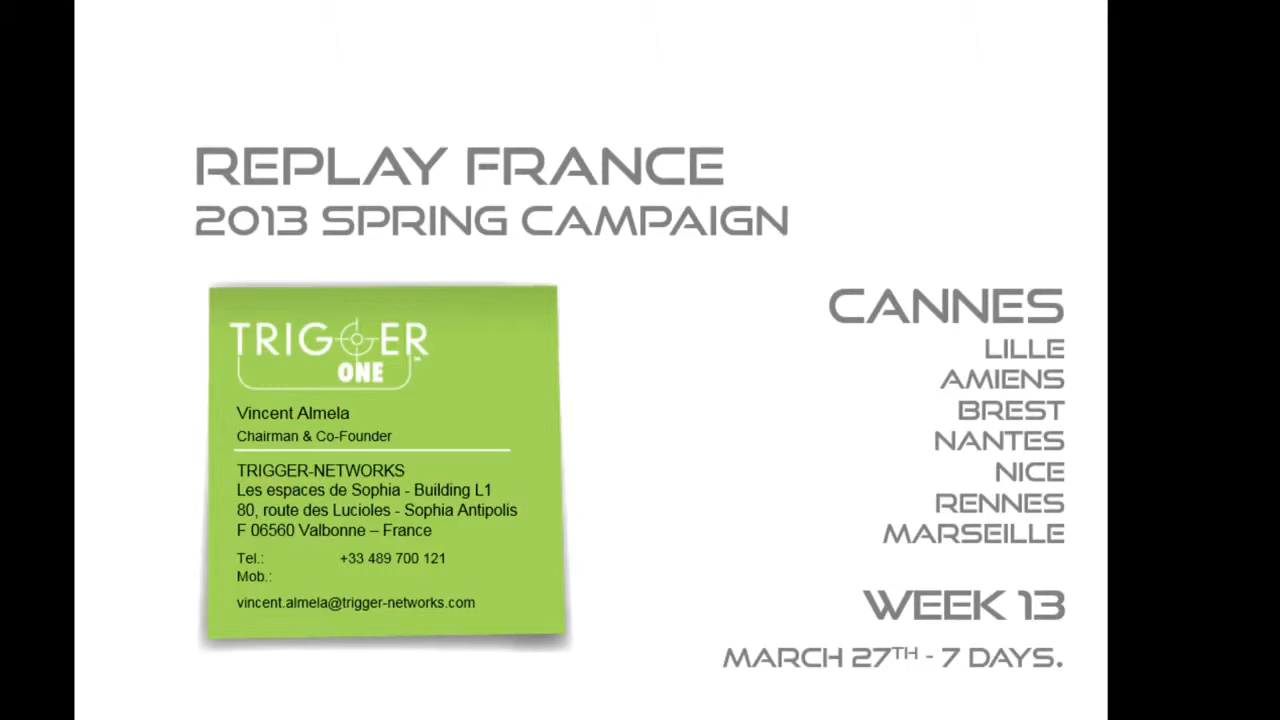 REPLAY FRANCE
2013 SPRING CAMPAIGN
TRIGGER
ONE™
Vincent Almela
Chairman & Co-Founder
TRIGGER-NETWORKS
Les espaces de Sophia - Building L1
80, route des Lucioles - Sophia Antipolis
F 06560 Valbonne – France
Tel.: +33 489 700 121
Mob.:
vincent.almela@trigger-networks.com
CANNES
LILLE
AMIENS
BREST
NANTES
NICE
RENNES
MARSEILLE
WEEK 13
MARCH 27TH - 7 DAYS.